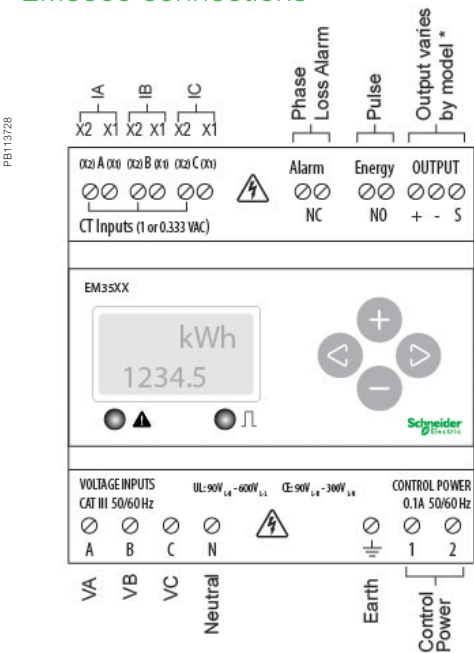 PB113728
IA IB IC
Phase Loss Alarm
Pulse
Output varies by model *
X2 X1 X2 X1 X2 X1
(X2) A (X1) (X2) B (X1) (X2) C (X1)
Alarm Energy OUTPUT
NC NO + - S
CT Inputs (1 or 0.333 VAC)
EM35XX
kWh
1234.5
+
-
Schneider
Electric
VOLTAGE INPUTS
CAT III 50/60 Hz
UL: 90V L-N - 600V L-L CE: 90V L-N - 300V L-N
CONTROL POWER
0.1A 50/60 Hz
A B C N 1 2
VA VB VC Neutral Earth
Control
Power